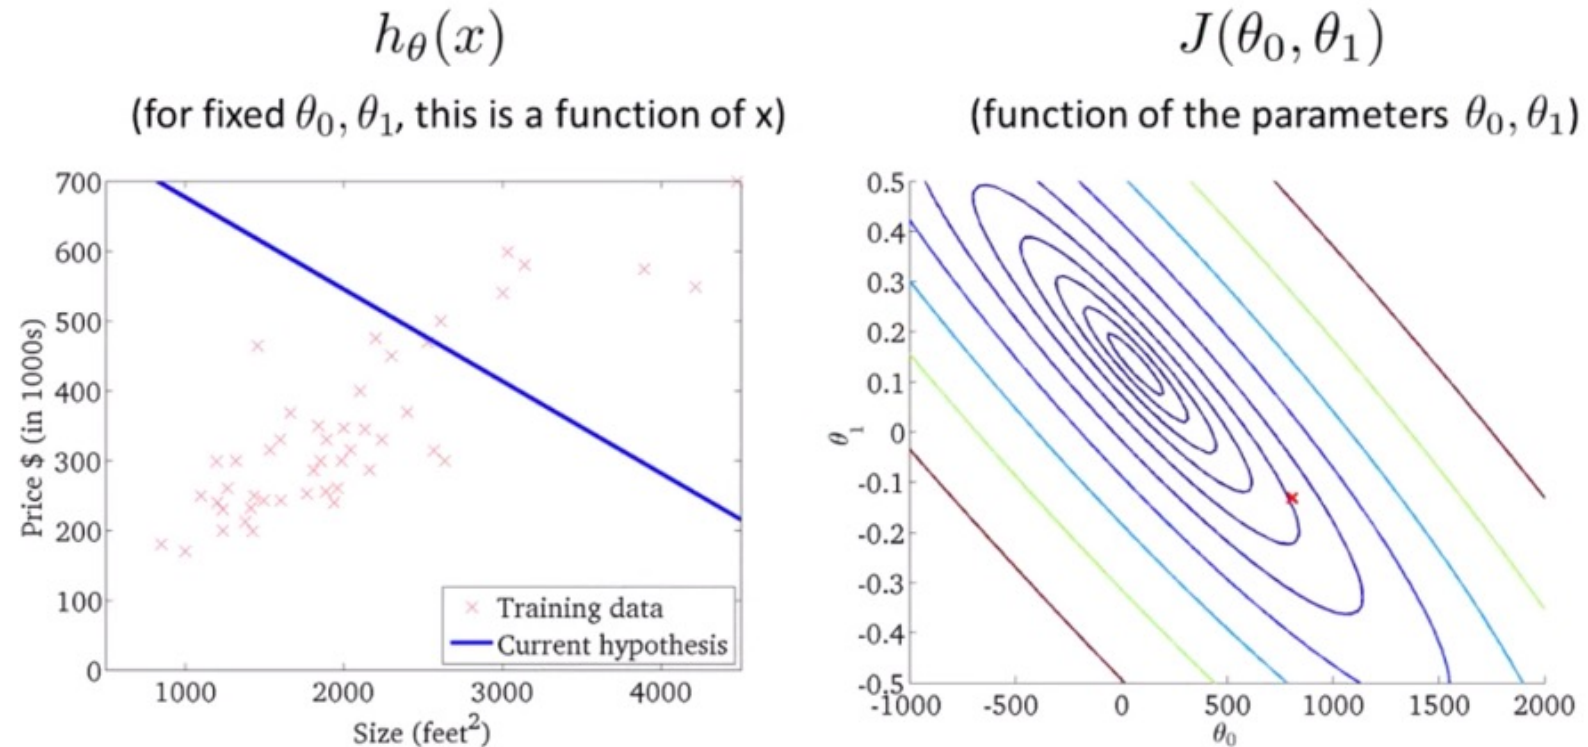 h_θ(x)
(for fixed θ₀, θ₁, this is a function of x)
700
600
500
400
300
200
100
0
Price $ (in 1000s)
1000 2000 3000 4000
Size (feet²)
Training data
Current hypothesis
J(θ₀, θ₁)
(function of the parameters θ₀, θ₁)
0.5
0.4
0.3
0.2
0.1
0
-0.1
-0.2
-0.3
-0.4
-0.5
θ₁
-1000 -500 0 500 1000 1500 2000
θ₀